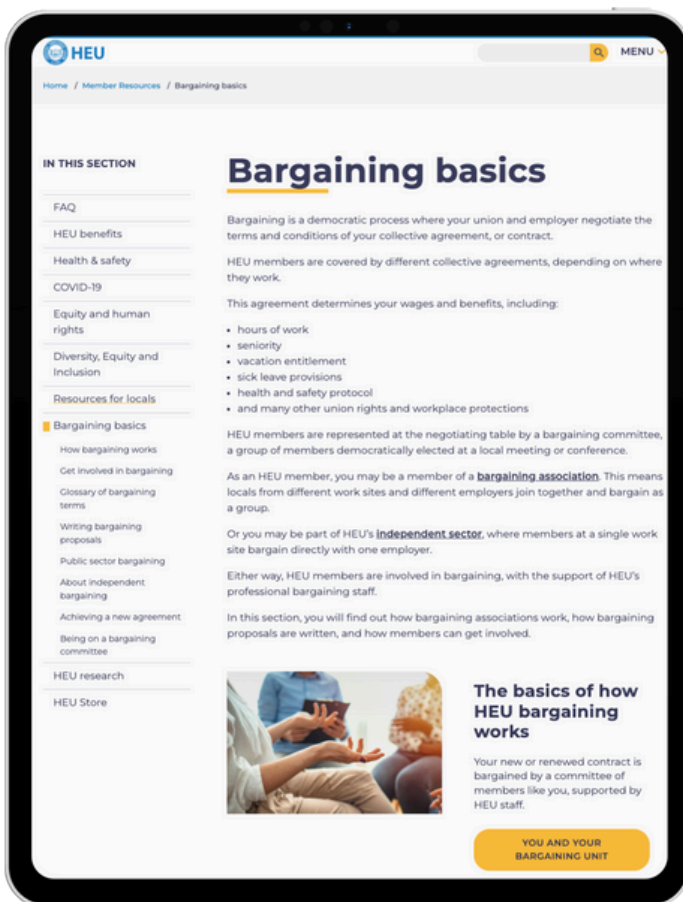 HEU
MENU
Home / Member Resources / Bargaining basics
IN THIS SECTION
FAQ
HEU benefits
Health & safety
COVID-19
Equity and human
rights
Diversity, Equity and
Inclusion
Resources for locals
Bargaining basics
How bargaining works
Get involved in bargaining
Glossary of bargaining
terms
Writing bargaining
proposals
Public sector bargaining
About independent
bargaining
Achieving a new agreement
Being on a bargaining
committee
HEU research
HEU Store
Bargaining basics
Bargaining is a democratic process where your union and employer negotiate the
terms and conditions of your collective agreement, or contract.
HEU members are covered by different collective agreements, depending on where
they work.
This agreement determines your wages and benefits, including:
• hours of work
• seniority
• vacation entitlement
• sick leave provisions
• health and safety protocol
• and many other union rights and workplace protections
HEU members are represented at the negotiating table by a bargaining committee,
a group of members democratically elected at a local meeting or conference.
As an HEU member, you may be a member of a bargaining association. This means
locals from different work sites and different employers join together and bargain as
a group.
Or you may be part of HEU's independent sector, where members at a single work
site bargain directly with one employer.
Either way, HEU members are involved in bargaining, with the support of HEU's
professional bargaining staff.
In this section, you will find out how bargaining associations work, how bargaining
proposals are written, and how members can get involved.
The basics of how
HEU bargaining
works
Your new or renewed contract is
bargained by a committee of
members like you, supported by
HEU staff.
YOU AND YOUR
BARGAINING UNIT